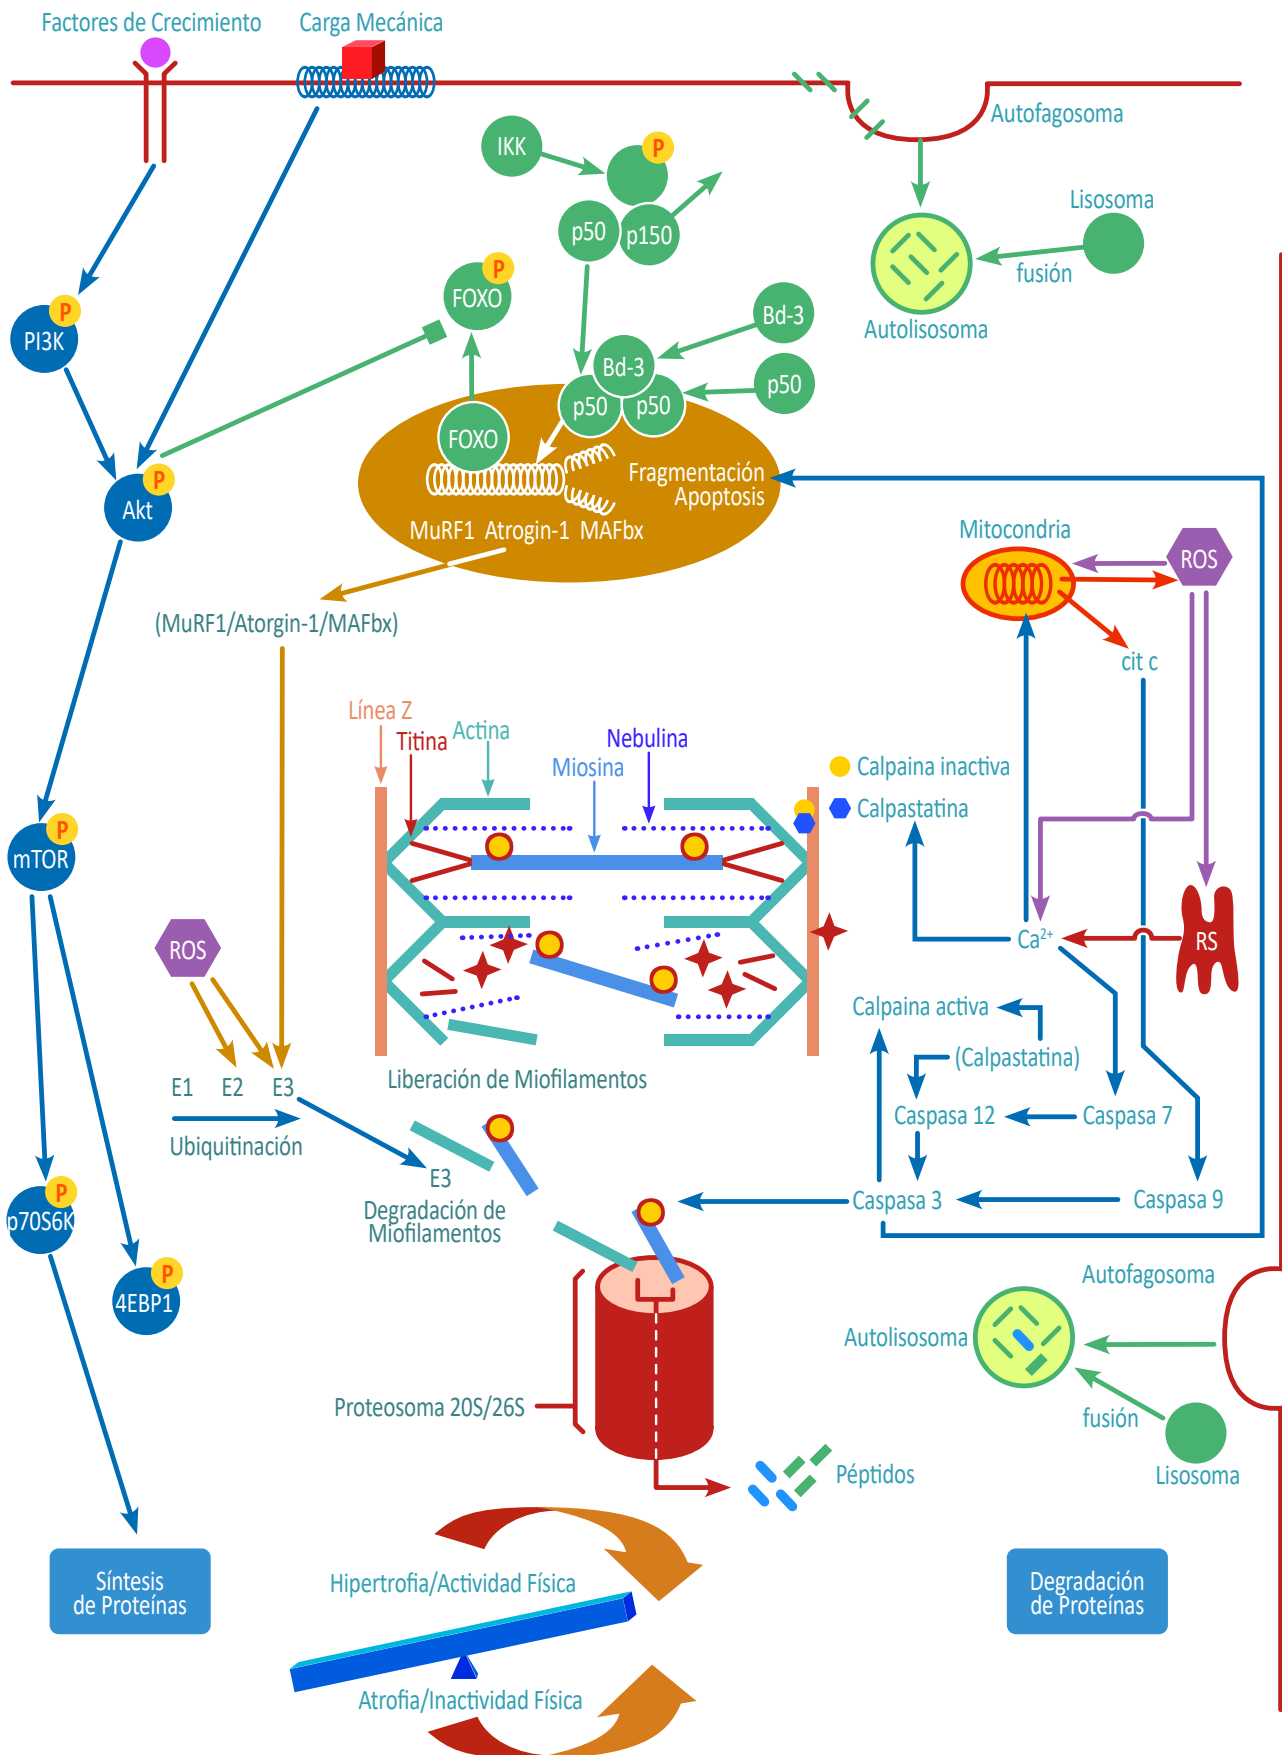 Factores de Crecimiento
Carga Mecánica
Autofagosoma
IKK
P
p50
p150
Lisosoma
fusión
Autolisosoma
P
FOXO
Bd-3
P
PI3K
Bd-3
p50
p50
p50
FOXO
Fragmentación
Apoptosis
P
Akt
MuRF1 Atrogin-1 MAFbx
Mitocondria
ROS
(MuRF1/Atorgin-1/MAFbx)
cit c
Línea Z
Titina
Actina
Nebulina
Miosina
Calpaina inactiva
Calpastatina
P
mTOR
ROS
Ca2+
RS
Calpaina activa
(Calpastatina)
Liberación de Miofilamentos
E1 E2 E3
Ubiquitinación
Caspasa 12
Caspasa 7
E3
Degradación de
Miofilamentos
Caspasa 3
Caspasa 9
P
p70S6K
P
4EBP1
Autofagosoma
Autolisosoma
fusión
Lisosoma
Proteosoma 20S/26S
Péptidos
Síntesis
de Proteínas
Hipertrofia/Actividad Física
Atrofia/Inactividad Física
Degradación
de Proteínas